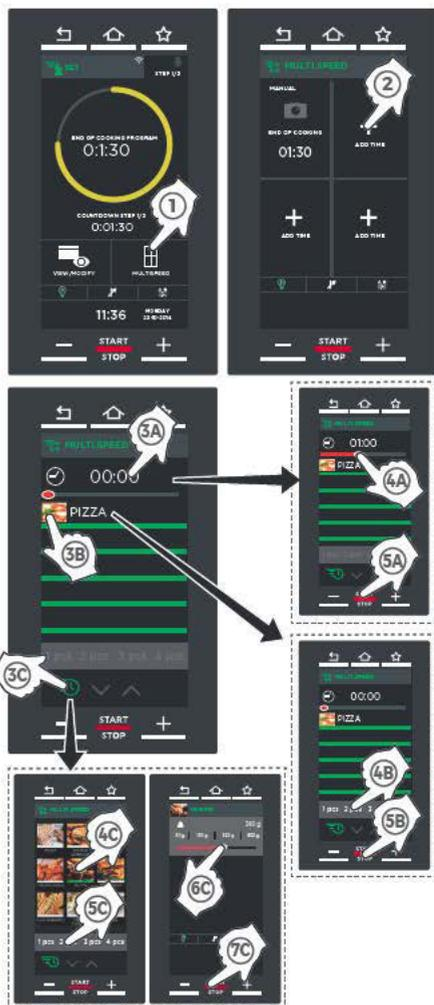 SET
STEP 1/2
END OF COOKING PROGRAM
0:1:30
COUNTDOWN STEP 1/2
0:01:30
1
VIEW/MODIFY
MULTISPEED
11:36
MONDAY
START
STOP
MULTISPEED
2
MANUAL
END OF COOKING
01:30
ADD TIME
ADD TIME
ADD TIME
START
STOP
MULTISPEED
3A
00:00
PIZZA
3B
1 pcs 2 pcs 3 pcs 4 pcs
3C
START
STOP
MULTISPEED
01:00
PIZZA
4A
5A
STOP
MULTISPEED
00:00
PIZZA
4B
1 pcs 2
5B
MULTISPEED
4C
5C
1 pcs 2 3 pcs 4 pcs
START
STOP
6C
7C
STOP